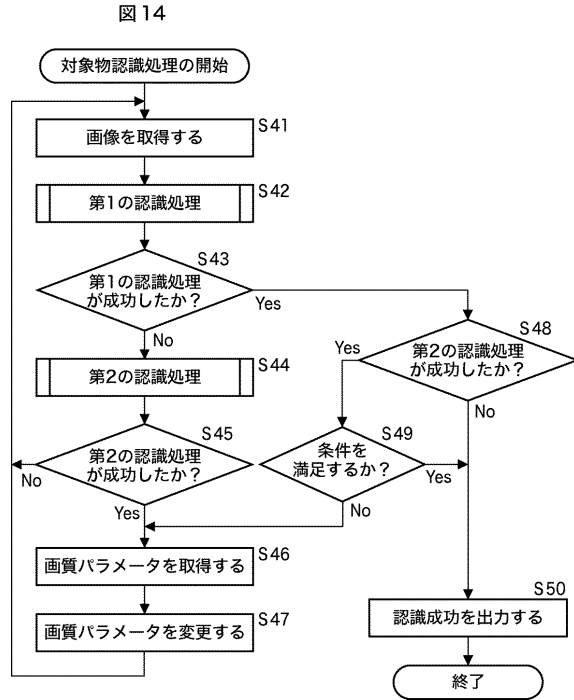 図14
対象物認識処理の開始
S41
画像を取得する
S42
第1の認識処理
S43
第1の認識処理
が成功したか？
Yes
No
S44
第2の認識処理
S45
第2の認識処理
が成功したか？
No
Yes
S46
画質パラメータを取得する
S47
画質パラメータを変更する
S48
第2の認識処理
が成功したか？
Yes
No
S49
条件を
満足するか？
Yes
No
S50
認識成功を出力する
終了